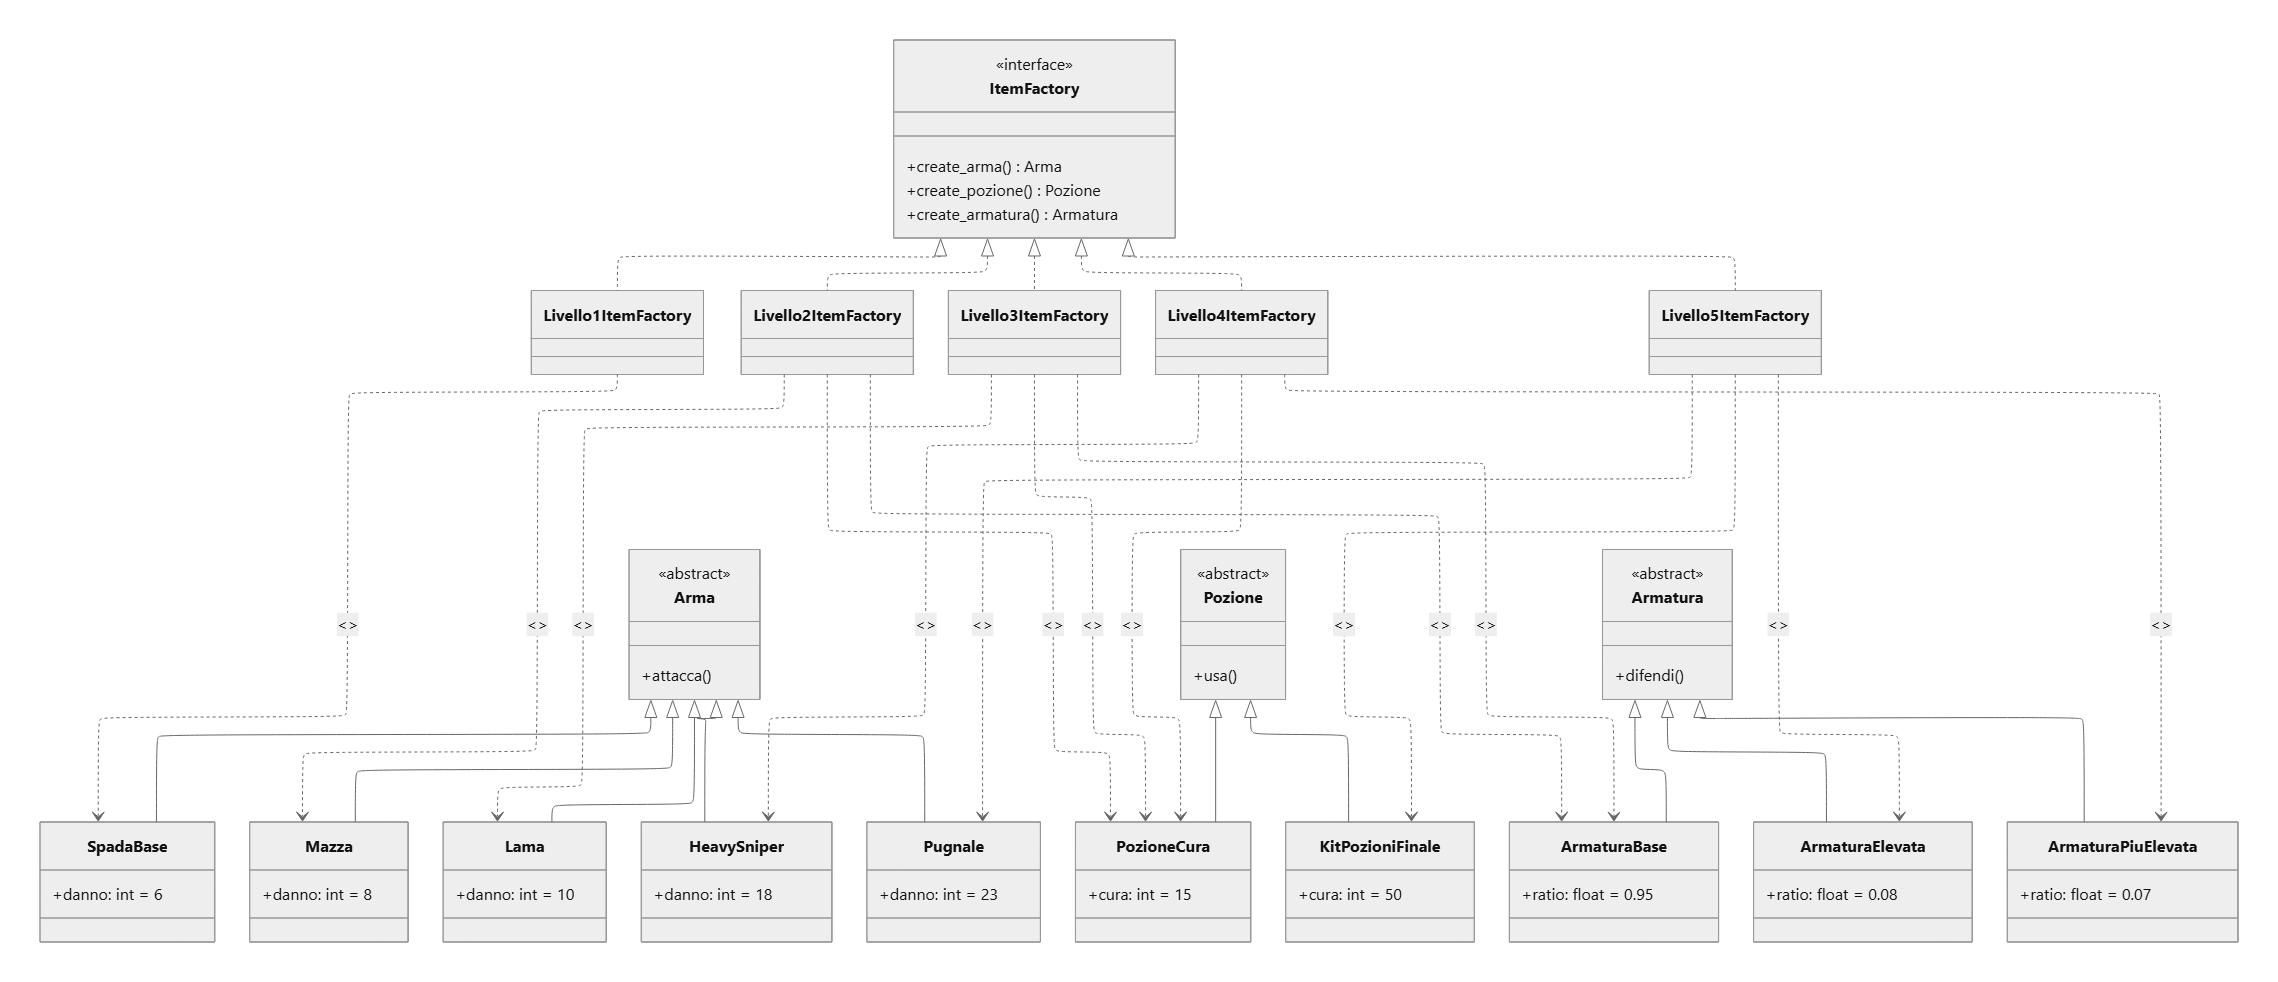 «interface»
ItemFactory
+create_arma() : Arma
+create_pozione() : Pozione
+create_armatura() : Armatura
Livello1ItemFactory
Livello2ItemFactory
Livello3ItemFactory
Livello4ItemFactory
Livello5ItemFactory
«abstract»
Arma
+attacca()
«abstract»
Pozione
+usa()
«abstract»
Armatura
+difendi()
< >
< >
< >
< >
< >
< >
< >
< >
< >
< >
< >
< >
< >
SpadaBase
+danno: int = 6
Mazza
+danno: int = 8
Lama
+danno: int = 10
HeavySniper
+danno: int = 18
Pugnale
+danno: int = 23
PozioneCura
+cura: int = 15
KitPozioniFinale
+cura: int = 50
ArmaturaBase
+ratio: float = 0.95
ArmaturaElevata
+ratio: float = 0.08
ArmaturaPiuElevata
+ratio: float = 0.07